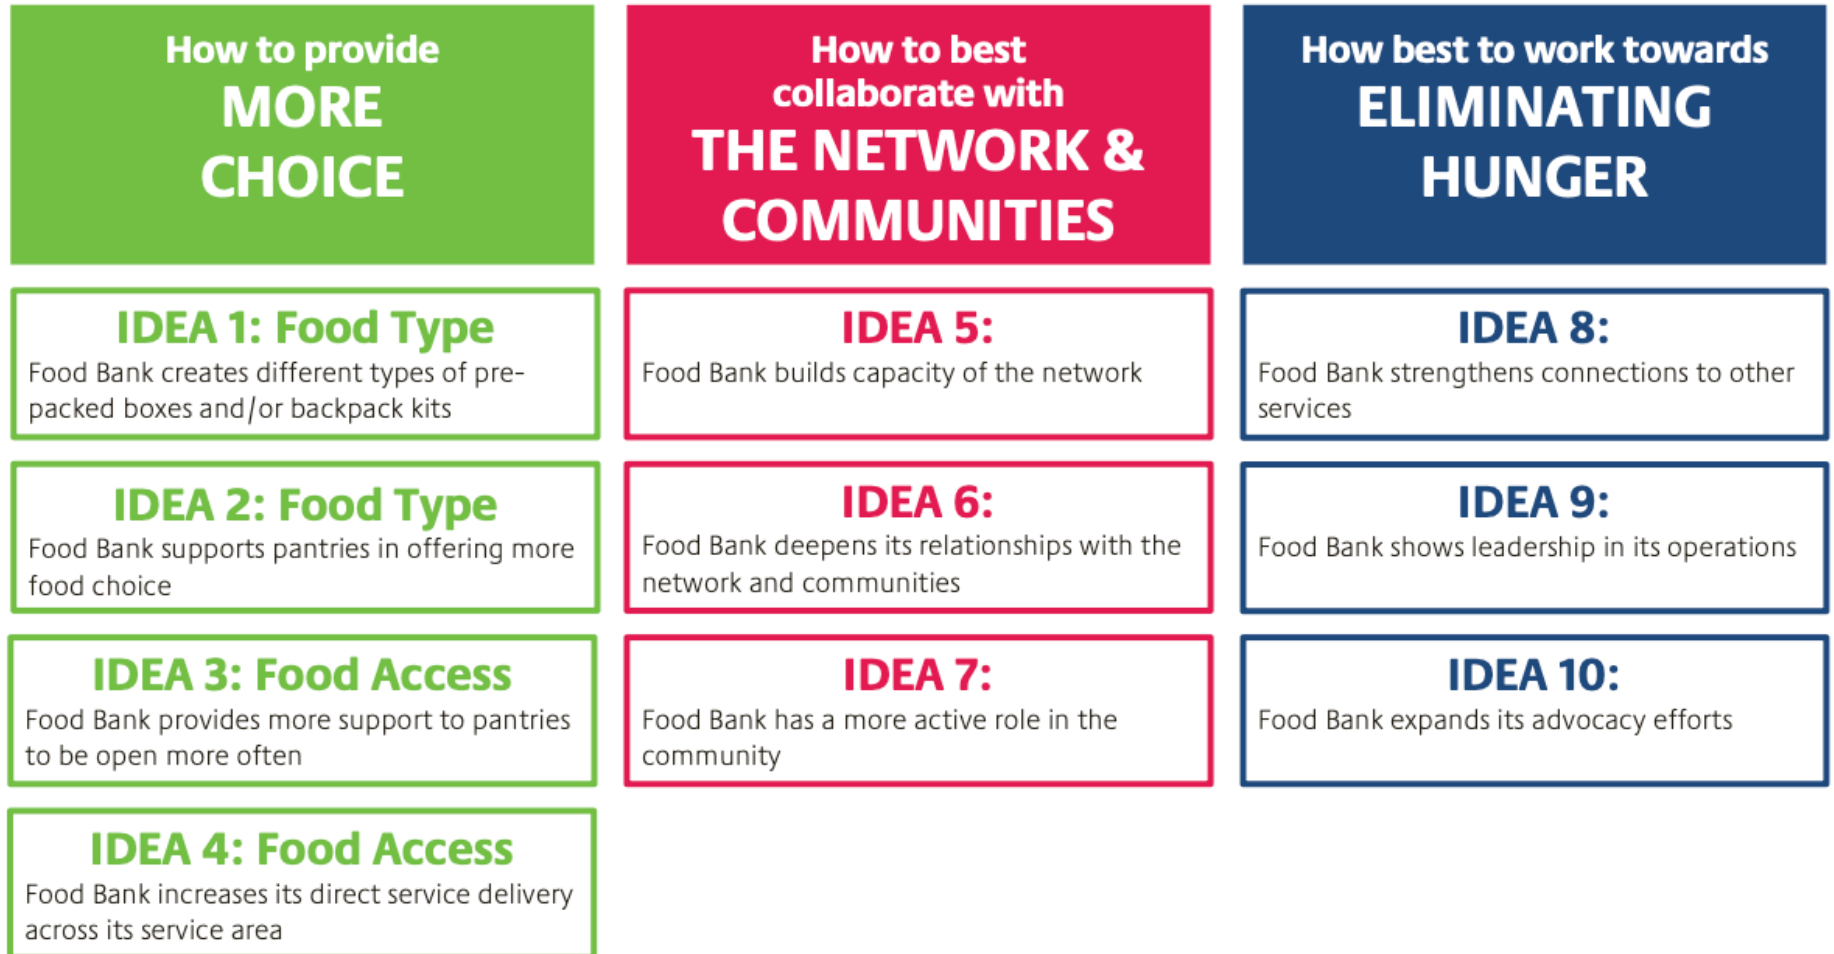 How to provide
MORE
CHOICE
IDEA 1: Food Type
Food Bank creates different types of pre-
packed boxes and/or backpack kits
IDEA 2: Food Type
Food Bank supports pantries in offering more
food choice
IDEA 3: Food Access
Food Bank provides more support to pantries
to be open more often
IDEA 4: Food Access
Food Bank increases its direct service delivery
across its service area
How to best
collaborate with
THE NETWORK &
COMMUNITIES
IDEA 5:
Food Bank builds capacity of the network
IDEA 6:
Food Bank deepens its relationships with the
network and communities
IDEA 7:
Food Bank has a more active role in the
community
How best to work towards
ELIMINATING
HUNGER
IDEA 8:
Food Bank strengthens connections to other
services
IDEA 9:
Food Bank shows leadership in its operations
IDEA 10:
Food Bank expands its advocacy efforts